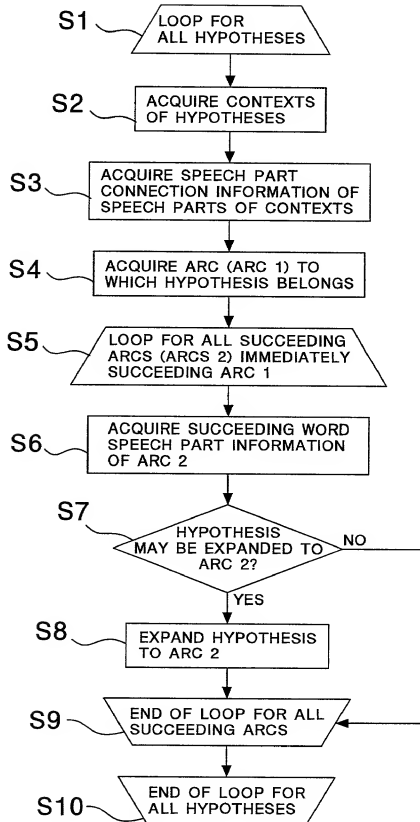 S1
LOOP FOR
ALL HYPOTHESES
S2
ACQUIRE CONTEXTS
OF HYPOTHESES
S3
ACQUIRE SPEECH PART
CONNECTION INFORMATION OF
SPEECH PARTS OF CONTEXTS
S4
ACQUIRE ARC (ARC 1) TO
WHICH HYPOTHESIS BELONGS
S5
LOOP FOR ALL SUCCEEDING
ARCS (ARCS 2) IMMEDIATELY
SUCCEEDING ARC 1
S6
ACQUIRE SUCCEEDING WORD
SPEECH PART INFORMATION
OF ARC 2
S7
HYPOTHESIS
MAY BE EXPANDED TO
ARC 2?
NO
YES
S8
EXPAND HYPOTHESIS
TO ARC 2
S9
END OF LOOP FOR ALL
SUCCEEDING ARCS
S10
END OF LOOP FOR
ALL HYPOTHESES